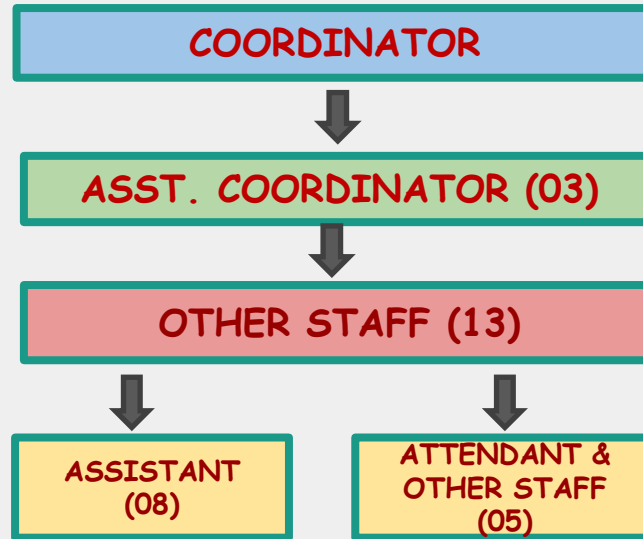 COORDINATOR
ASST. COORDINATOR (03)
OTHER STAFF (13)
ASSISTANT
(08)
ATTENDANT &
OTHER STAFF
(05)